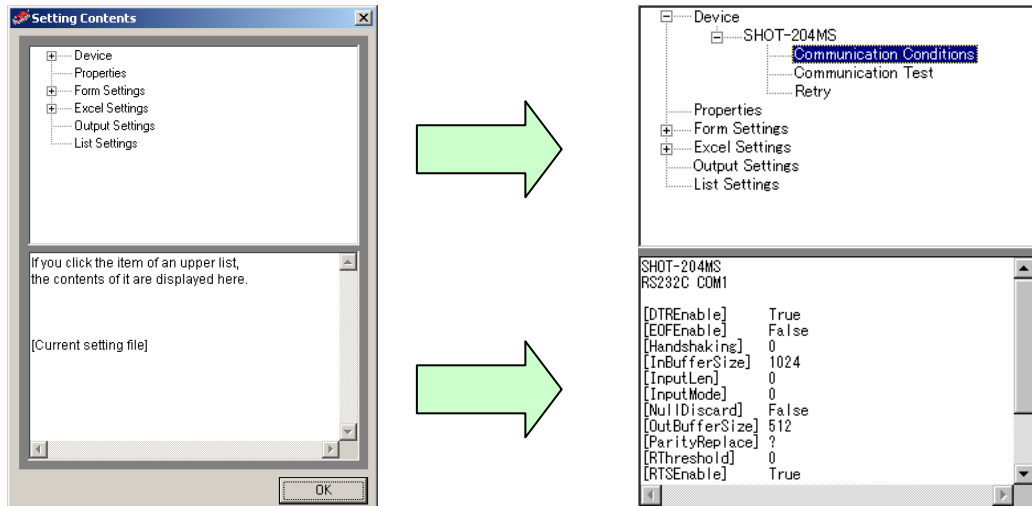 Setting Contents
Device
Properties
Form Settings
Excel Settings
Output Settings
List Settings
If you click the item of an upper list,
the contents of it are displayed here.
[Current setting file]
OK
Device
SHOT-204MS
Communication Conditions
Communication Test
Retry
Properties
Form Settings
Excel Settings
Output Settings
List Settings
SHOT-204MS
RS232C COM1
[DTREnable] True
[EOFEnable] False
[Handshaking] 0
[InBufferSize] 1024
[InputLen] 0
[InputMode] 0
[NullDiscard] False
[OutBufferSize] 512
[ParityReplace] ?
[RThreshold] 0
[RTSEnable] True